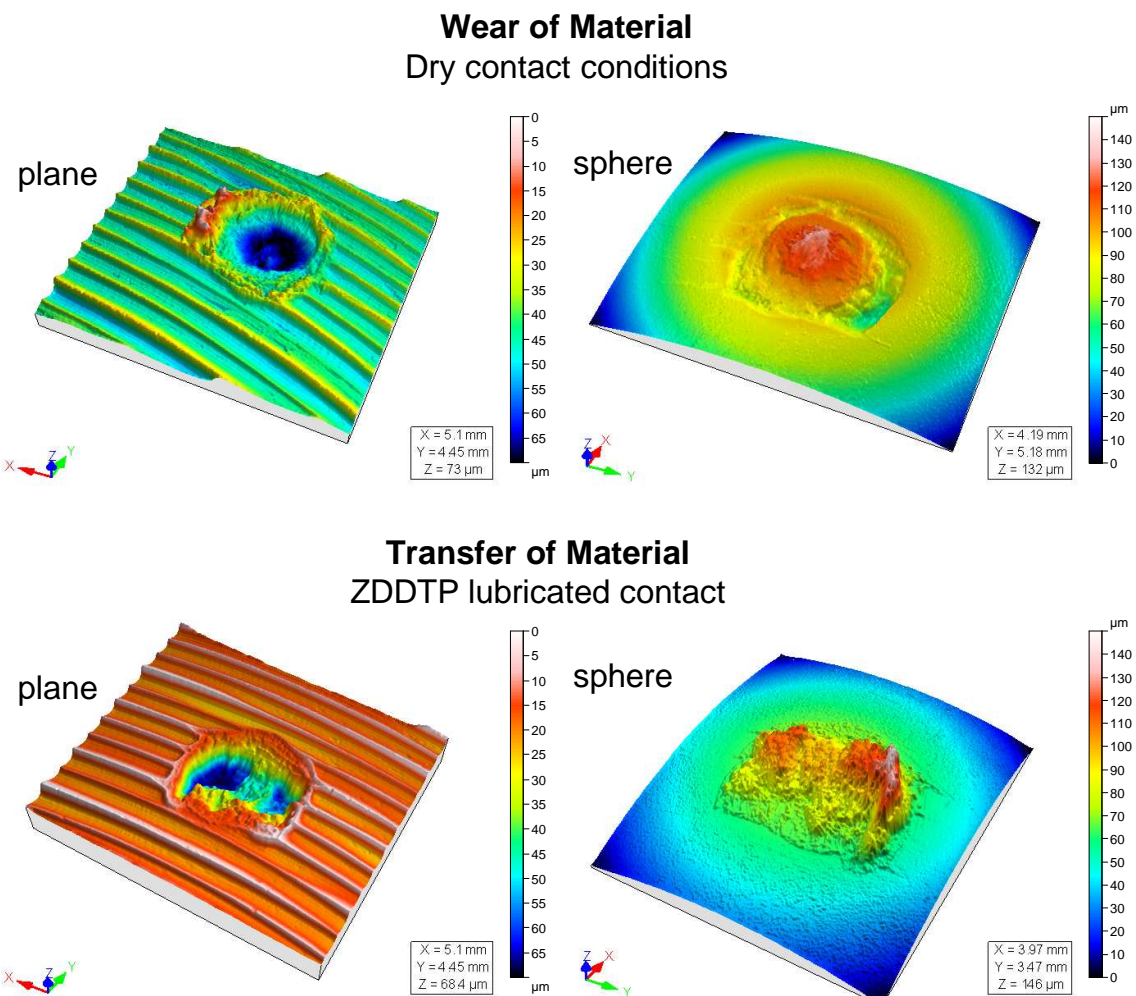 Wear of Material
Dry contact conditions
plane
0
5
10
15
20
25
30
35
40
45
50
55
60
65
µm
X = 5.1 mm
Y = 4.45 mm
Z = 73 µm
X
Z
Y
sphere
µm
140
130
120
110
100
90
80
70
60
50
40
30
20
10
0
X = 4.19 mm
Y = 5.18 mm
Z = 132 µm
Z
X
Y
Transfer of Material
ZDDTP lubricated contact
plane
0
5
10
15
20
25
30
35
40
45
50
55
60
65
µm
X = 5.1 mm
Y = 4.45 mm
Z = 68.4 µm
X
Z
Y
sphere
µm
140
130
120
110
100
90
80
70
60
50
40
30
20
10
0
X = 3.97 mm
Y = 3.47 mm
Z = 146 µm
Z
X
Y